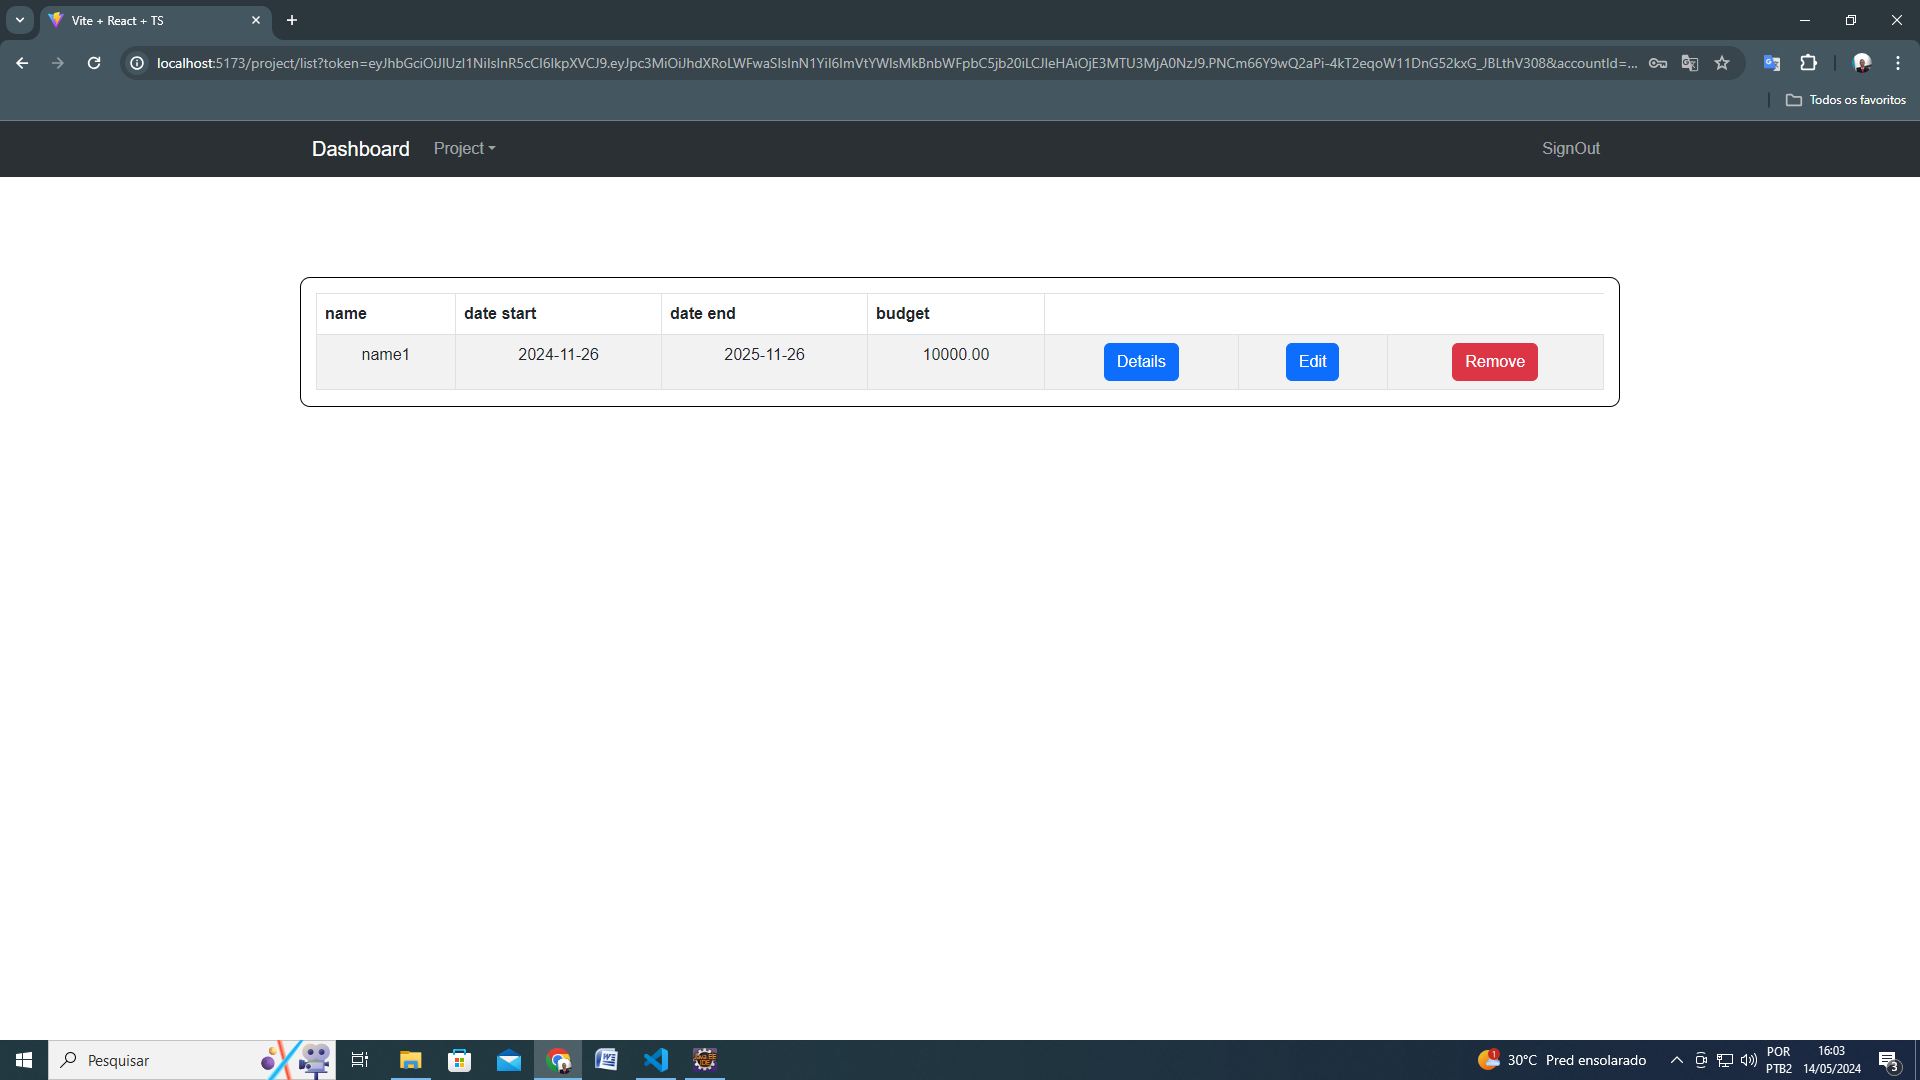 Vite + React + TS
localhost:5173/project/list?token=eyJhbGciOiJIUzI1NiIsInR5cCI6IkpXVCJ9.eyJpc3MiOiJhdXRoLWFwaSIsInN1YiI6ImVtYWlsMkBnbWFpbC5jb20iLCJleHAiOjE3MTU3MjA0NzJ9.PNCm66Y9wQ2aPi-4kT2eqoW11DnG52kxG_JBLthV308&accountId=...
Todos os favoritos
Dashboard Project SignOut
name date start date end budget
name1 2024-11-26 2025-11-26 10000.00 Details Edit Remove
Pesquisar
1 30°C Pred ensolarado
POR 16:03
PTB2 14/05/2024 3